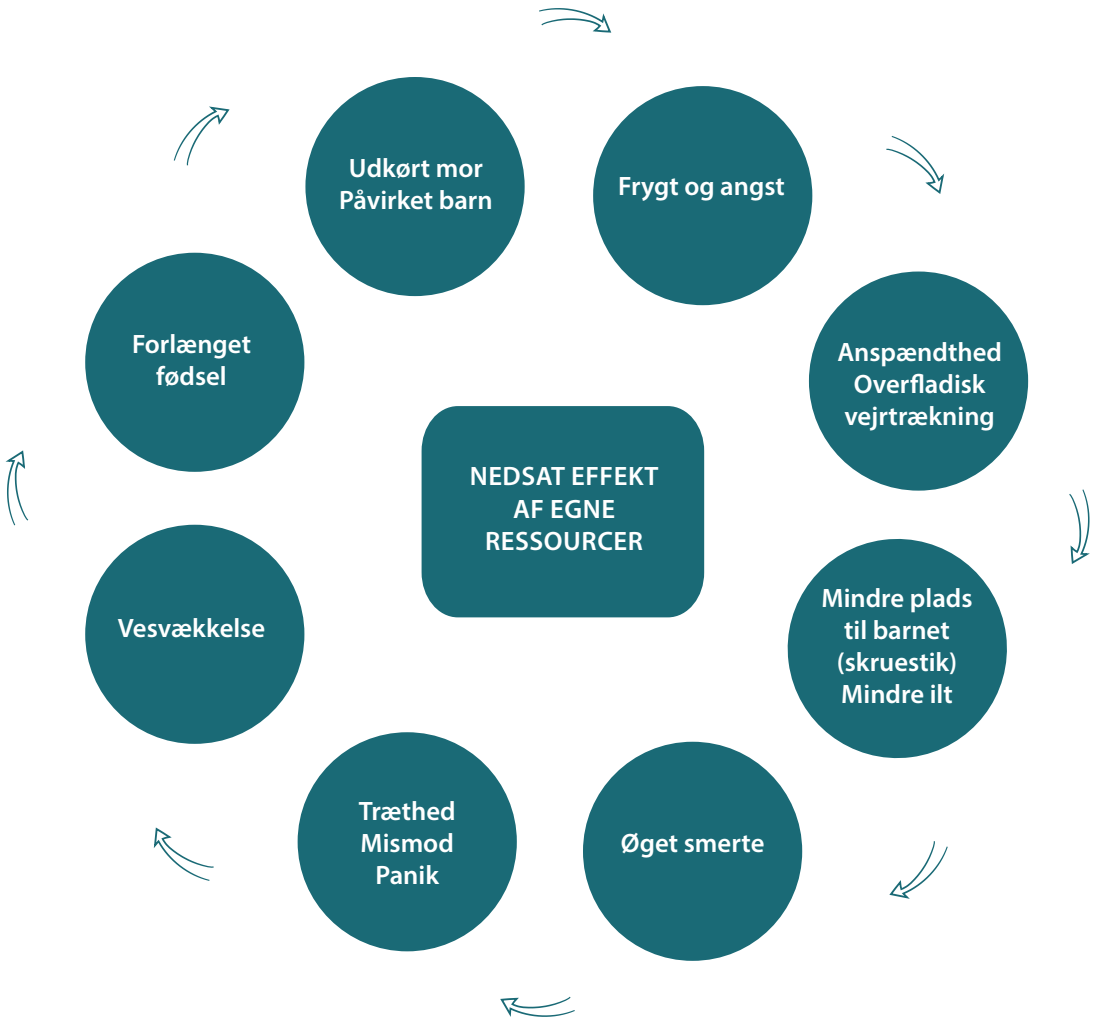 Udkørt mor
Påvirket barn
Frygt og angst
Anspændthed
Overfladisk
vejrtrækning
Mindre plads
til barnet
(skruestik)
Mindre ilt
Øget smerte
Træthed
Mismod
Panik
Vesvækkelse
Forlænget
fødsel
NEDSAT EFFEKT
AF EGNE
RESSOURCER